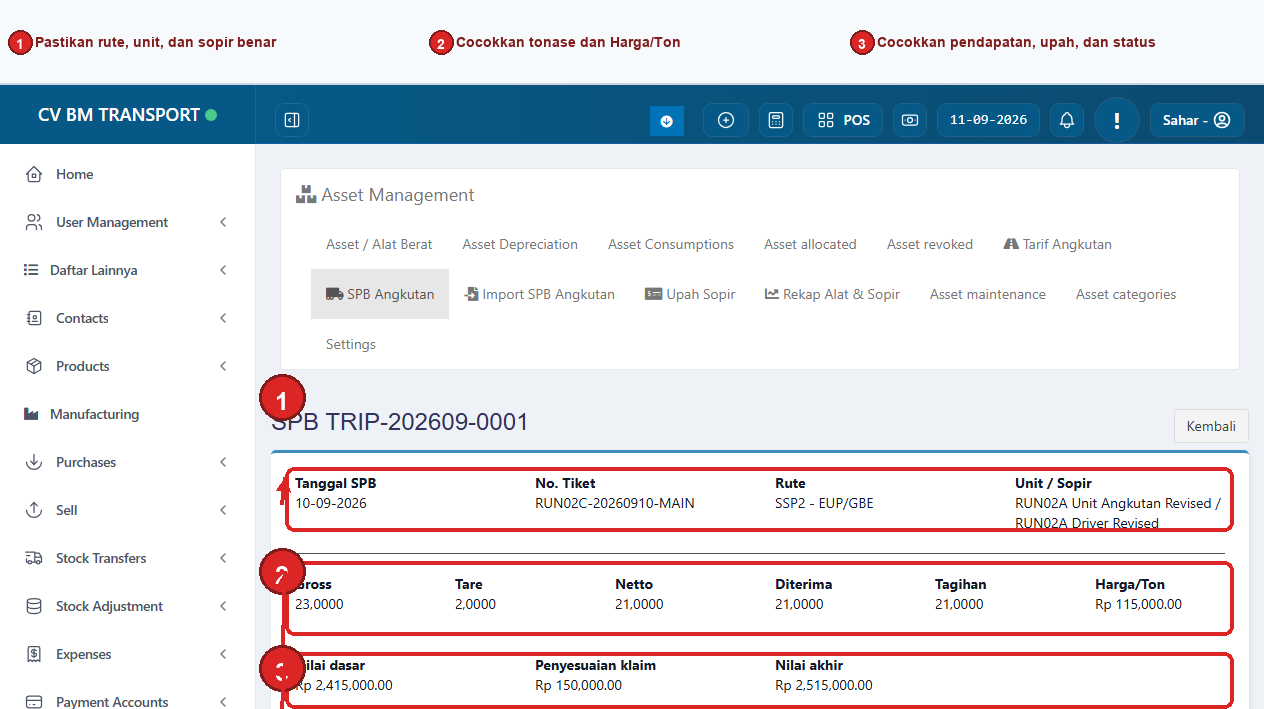 1 Pastikan rute, unit, dan sopir benar
2 Cocokkan tonase dan Harga/Ton
3 Cocokkan pendapatan, upah, dan status
CV BM TRANSPORT
POS
11-09-2026
Sahar -
Home
User Management
Daftar Lainnya
Contacts
Products
Manufacturing
Purchases
Sell
Stock Transfers
Stock Adjustment
Expenses
Payment Accounts
Asset Management
Asset / Alat Berat Asset Depreciation Asset Consumptions Asset allocated Asset revoked Tarif Angkutan
SPB Angkutan Import SPB Angkutan Upah Sopir Rekap Alat & Sopir Asset maintenance Asset categories
Settings
1
SPB TRIP-202609-0001
Kembali
Tanggal SPB No. Tiket Rute Unit / Sopir
10-09-2026 RUN02C-20260910-MAIN SSP2 - EUP/GBE RUN02A Unit Angkutan Revised /
RUN02A Driver Revised
2
Gross Tare Netto Diterima Tagihan Harga/Ton
23,0000 2,0000 21,0000 21,0000 21,0000 Rp 115,000.00
3
Nilai dasar Penyesuaian klaim Nilai akhir
Rp 2,415,000.00 Rp 150,000.00 Rp 2,515,000.00